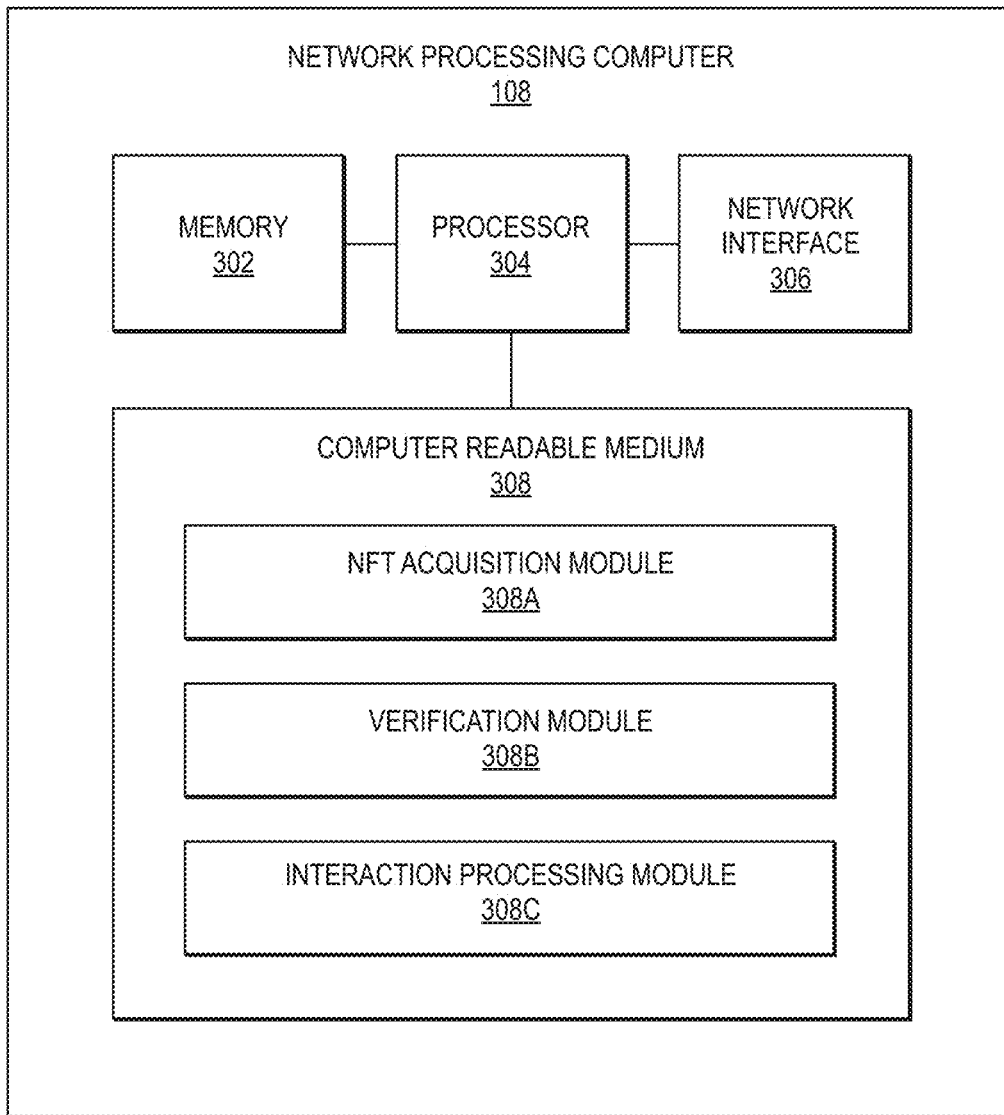 NETWORK PROCESSING COMPUTER
108
MEMORY
302
PROCESSOR
304
NETWORK
INTERFACE
306
COMPUTER READABLE MEDIUM
308
NFT ACQUISITION MODULE
308A
VERIFICATION MODULE
308B
INTERACTION PROCESSING MODULE
308C